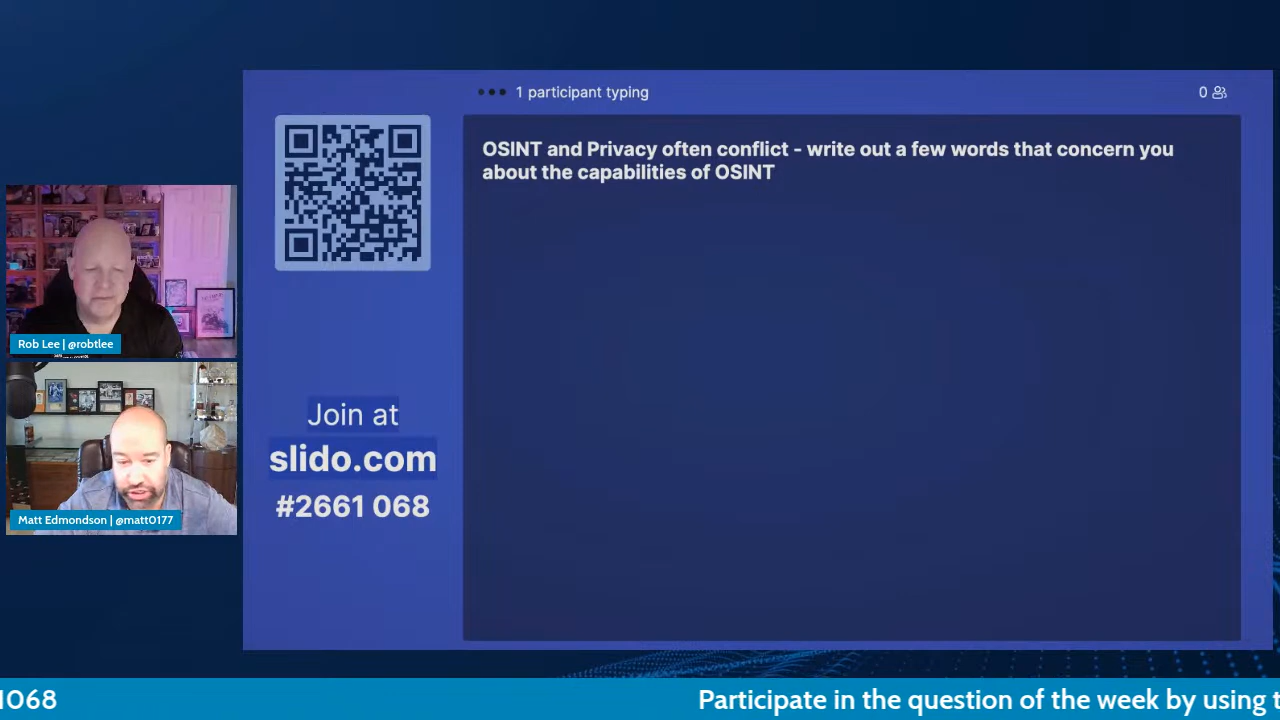 1 participant typing
0
OSINT and Privacy often conflict - write out a few words that concern you
about the capabilities of OSINT
Rob Lee | @robtlee
Join at
slido.com
#2661 068
Matt Edmondson | @matt0177
1068
Participate in the question of the week by using t